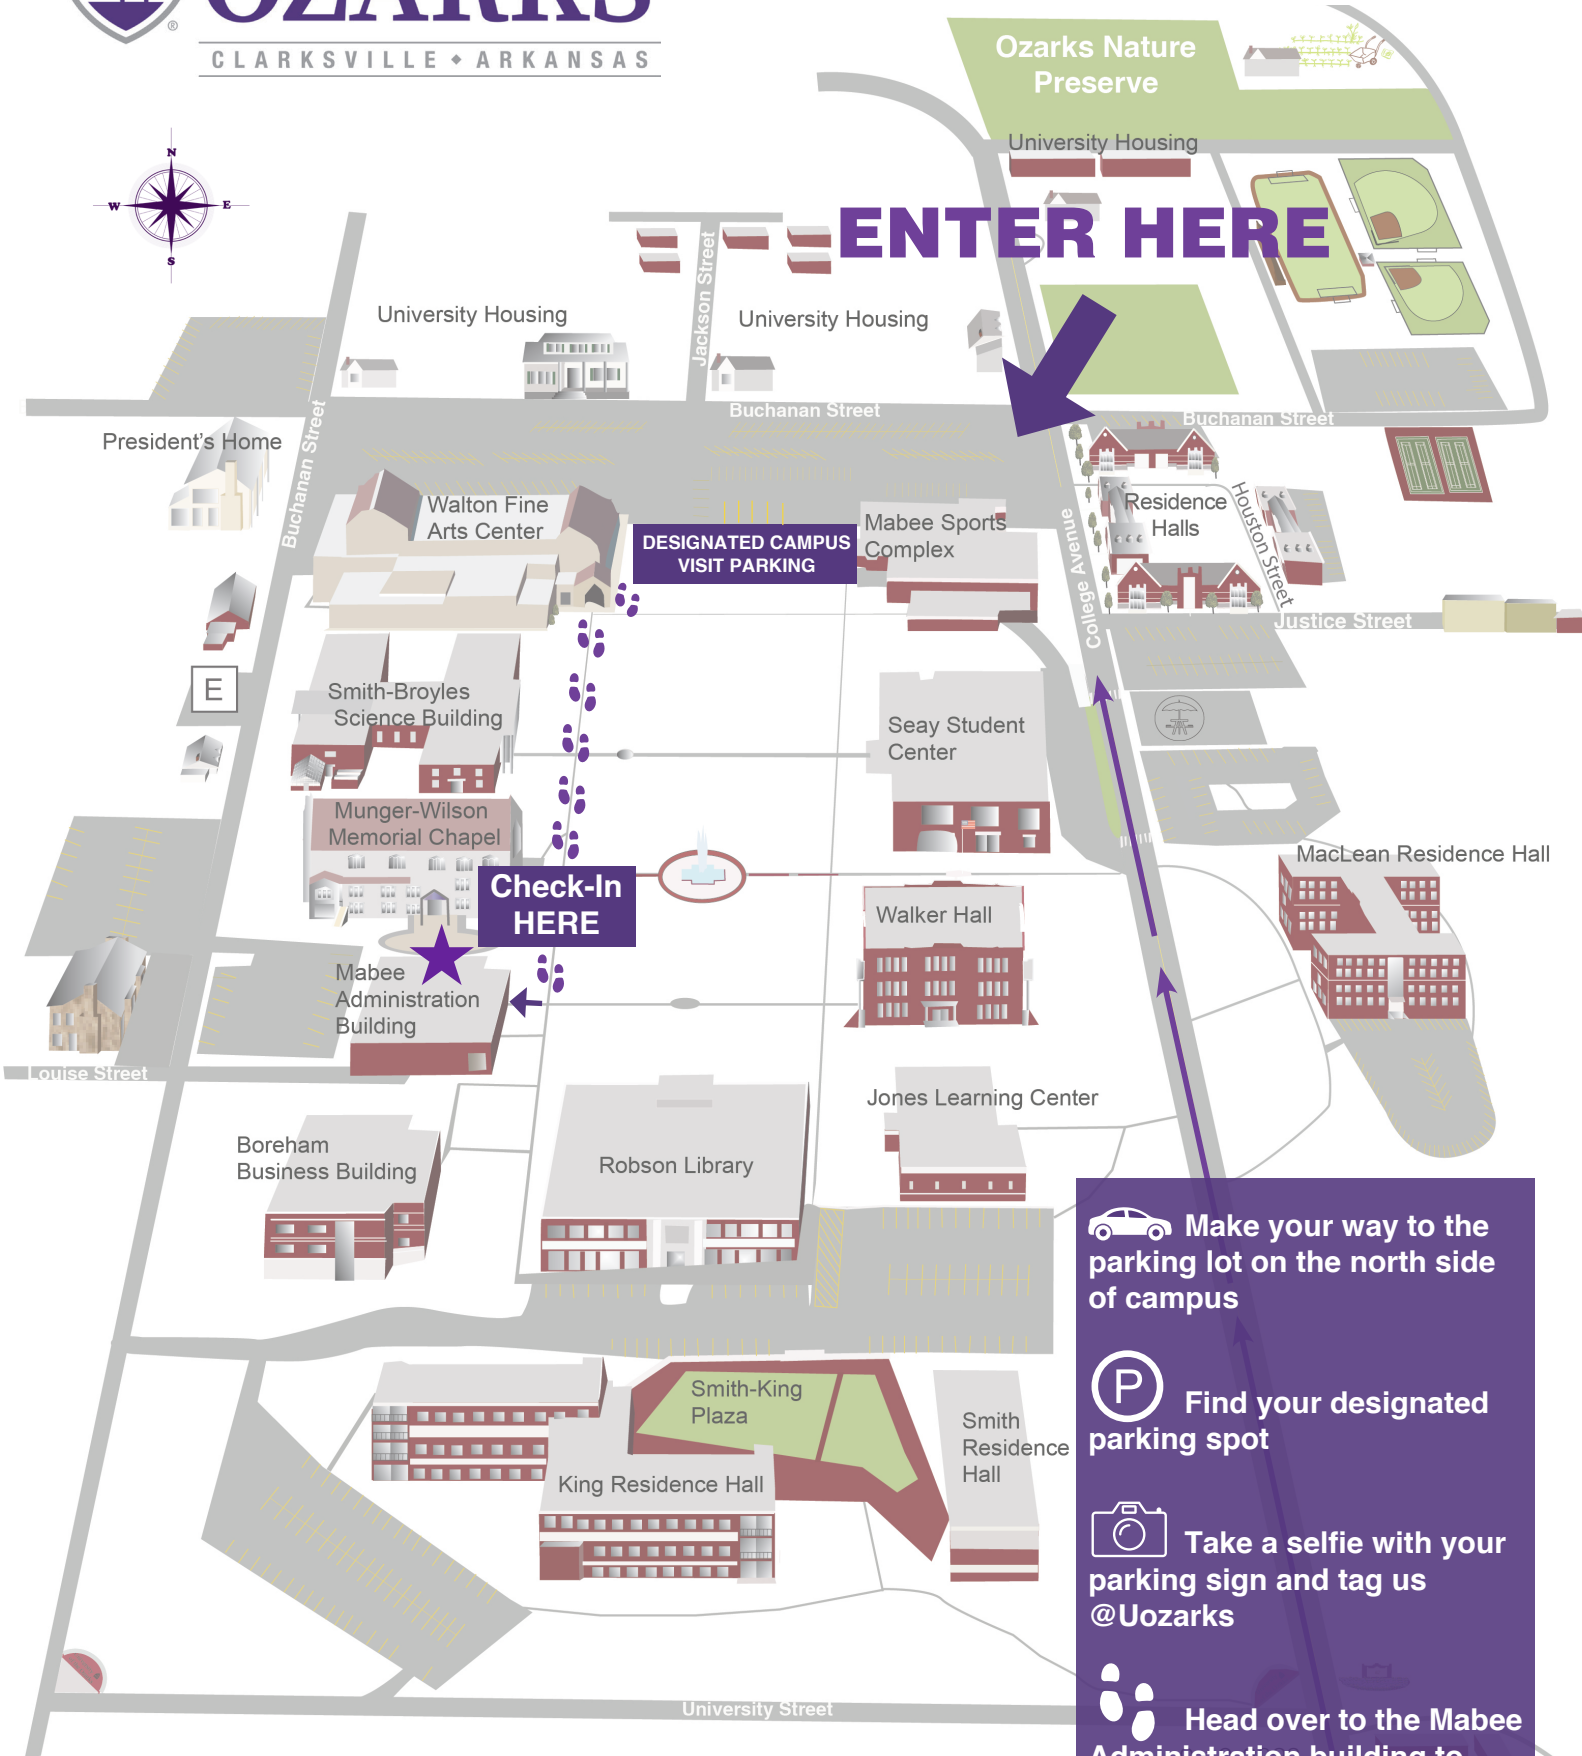 OZARKS
®
CLARKSVILLE ◆ ARKANSAS
Ozarks Nature
Preserve
University Housing
N
W
E
S
ENTER HERE
Jackson Street
University Housing
University Housing
Buchanan Street
Buchanan Street
President's Home
Buchanan Street
Walton Fine
Arts Center
DESIGNATED CAMPUS
VISIT PARKING
Mabee Sports
Complex
College Avenue
Residence
Halls
Houston Street
Justice Street
E
Smith-Broyles
Science Building
Seay Student
Center
Munger-Wilson
Memorial Chapel
MacLean Residence Hall
Check-In
HERE
Walker Hall
Mabee
Administration
Building
Louise Street
Jones Learning Center
Boreham
Business Building
Robson Library
Make your way to the
parking lot on the north side
of campus
P
Find your designated
parking spot
Smith-King
Plaza
Smith
Residence
Hall
King Residence Hall
Take a selfie with your
parking sign and tag us
@Uozarks
University Street
Head over to the Mabee
Administration building to